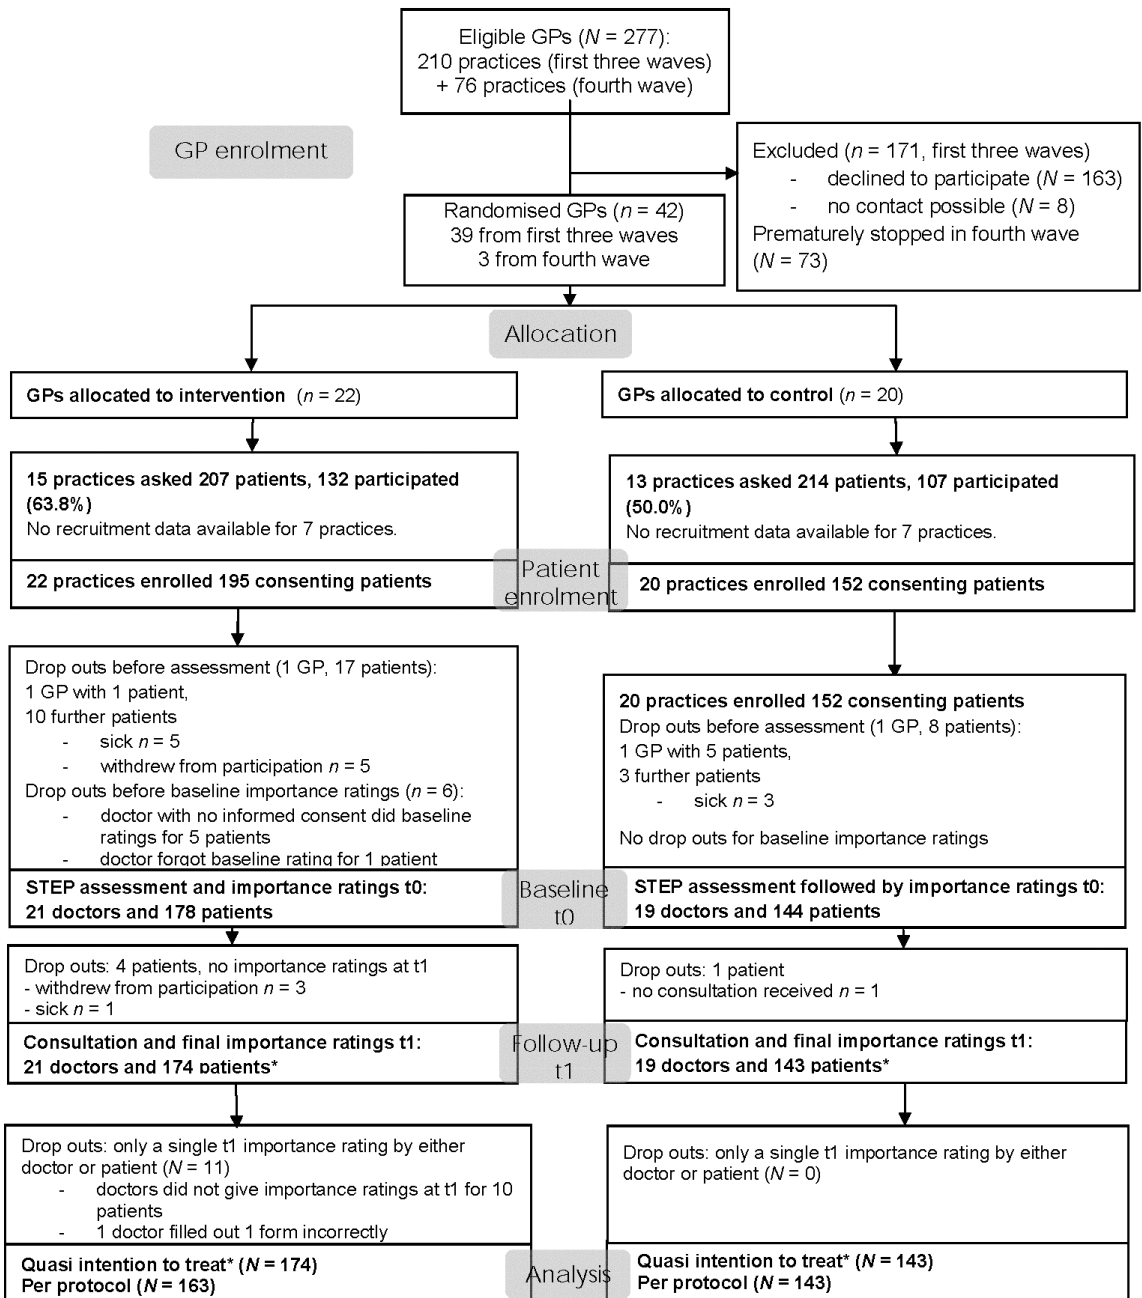 Eligible GPs (N = 277):
210 practices (first three waves)
+ 76 practices (fourth wave)
GP enrolment
Excluded (n = 171, first three waves)
- declined to participate (N = 163)
- no contact possible (N = 8)
Prematurely stopped in fourth wave
(N = 73)
Randomised GPs (n = 42)
39 from first three waves
3 from fourth wave
Allocation
GPs allocated to intervention (n = 22)
GPs allocated to control (n = 20)
15 practices asked 207 patients, 132 participated
(63.8%)
No recruitment data available for 7 practices.
13 practices asked 214 patients, 107 participated
(50.0%)
No recruitment data available for 7 practices.
Patient
enrolment
22 practices enrolled 195 consenting patients
20 practices enrolled 152 consenting patients
Drop outs before assessment (1 GP, 17 patients):
1 GP with 1 patient,
10 further patients
- sick n = 5
- withdrew from participation n = 5
Drop outs before baseline importance ratings (n = 6):
- doctor with no informed consent did baseline
ratings for 5 patients
- doctor forgot baseline rating for 1 patient
20 practices enrolled 152 consenting patients
Drop outs before assessment (1 GP, 8 patients):
1 GP with 5 patients,
3 further patients
- sick n = 3
No drop outs for baseline importance ratings
STEP assessment and importance ratings t0:
21 doctors and 178 patients
Baseline
t0
STEP assessment followed by importance ratings t0:
19 doctors and 144 patients
Drop outs: 4 patients, no importance ratings at t1
- withdrew from participation n = 3
- sick n = 1
Drop outs: 1 patient
- no consultation received n = 1
Consultation and final importance ratings t1:
21 doctors and 174 patients*
Follow-up
t1
Consultation and final importance ratings t1:
19 doctors and 143 patients*
Drop outs: only a single t1 importance rating by either
doctor or patient (N = 11)
- doctors did not give importance ratings at t1 for 10
patients
- 1 doctor filled out 1 form incorrectly
Drop outs: only a single t1 importance rating by either
doctor or patient (N = 0)
Quasi intention to treat* (N = 174)
Per protocol (N = 163)
Analysis
Quasi intention to treat* (N = 143)
Per protocol (N = 143)